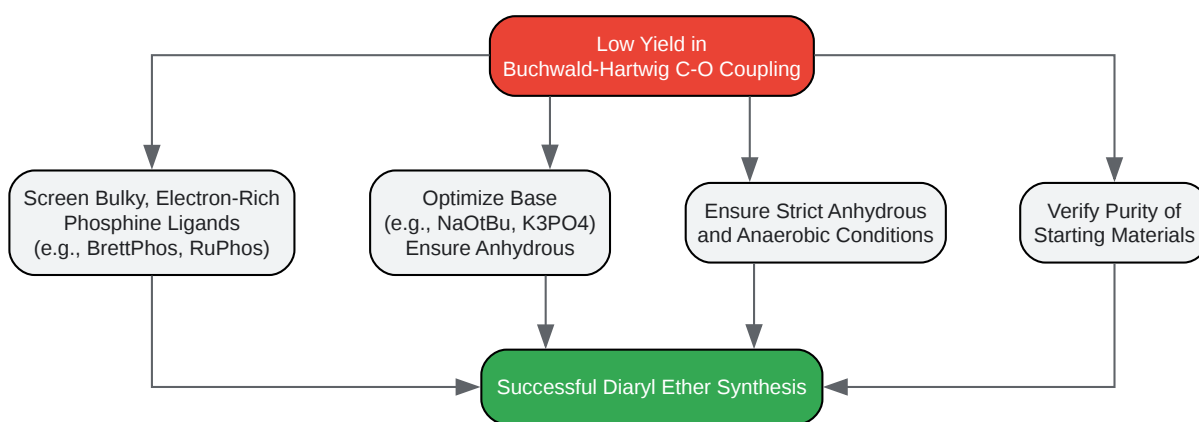 Low Yield in
Buchwald-Hartwig C-O Coupling
Screen Bulky, Electron-Rich
Phosphine Ligands
(e.g., BrettPhos, RuPhos)
Optimize Base
(e.g., NaOtBu, K3PO4)
Ensure Anhydrous
Ensure Strict Anhydrous
and Anaerobic Conditions
Verify Purity of
Starting Materials
Successful Diaryl Ether Synthesis